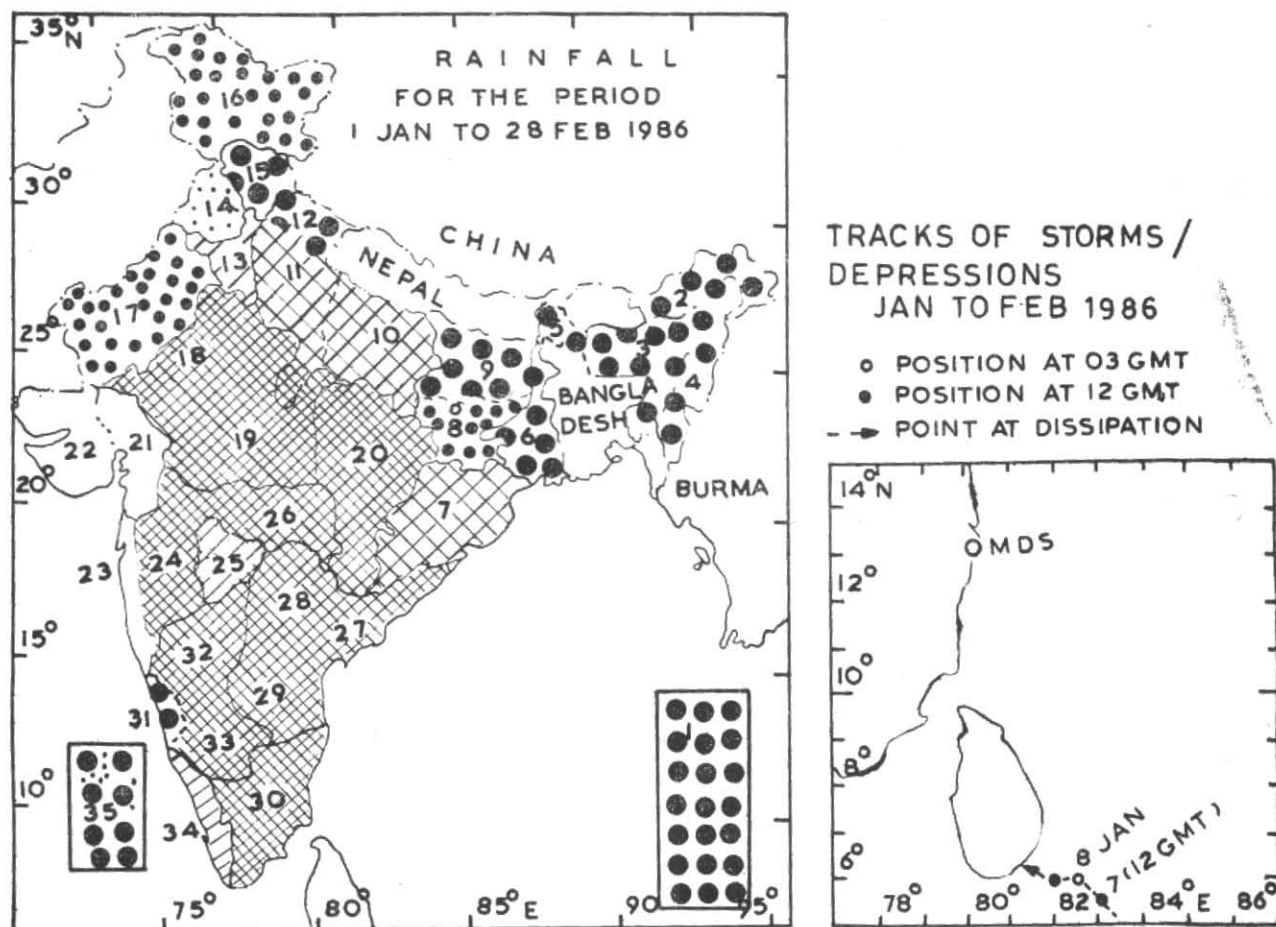 35°
N
RAINFALL
FOR THE PERIOD
1 JAN TO 28 FEB 1986
16
30°
15
14
12
CHINA
13
11
NEPAL
2
17
25
10
5
3
18
9
4
BANGLA
DESH
8
6
22
21
19
20
20°
BURMA
26
7
24
25
23
28
27
15°
32
29
31
1
33
10°
35
30
34
75°
80°
85°E
90°
95°
TRACKS OF STORMS/
DEPRESSIONS
JAN TO FEB 1986
POSITION AT 03 GMT
POSITION AT 12 GMT
POINT AT DISSIPATION
14°N
MDS
12°
10°
8°
8 JAN
6°
7 (12 GMT)
78°
80°
82°
84°E
86°